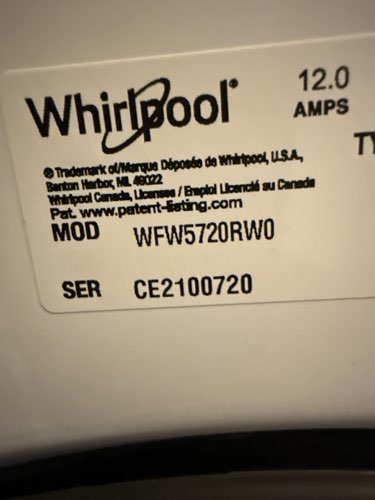 Whirlpool®
12.0
AMPS
TY
® Trademark of/Marque Déposée de Whirlpool, U.S.A.,
Benton Harbor, MI. 49022
Whirlpool Canada, Licensee / Emploi Licencié au Canada
Pat. www.patent-listing.com
MOD WFW5720RW0
SER CE2100720